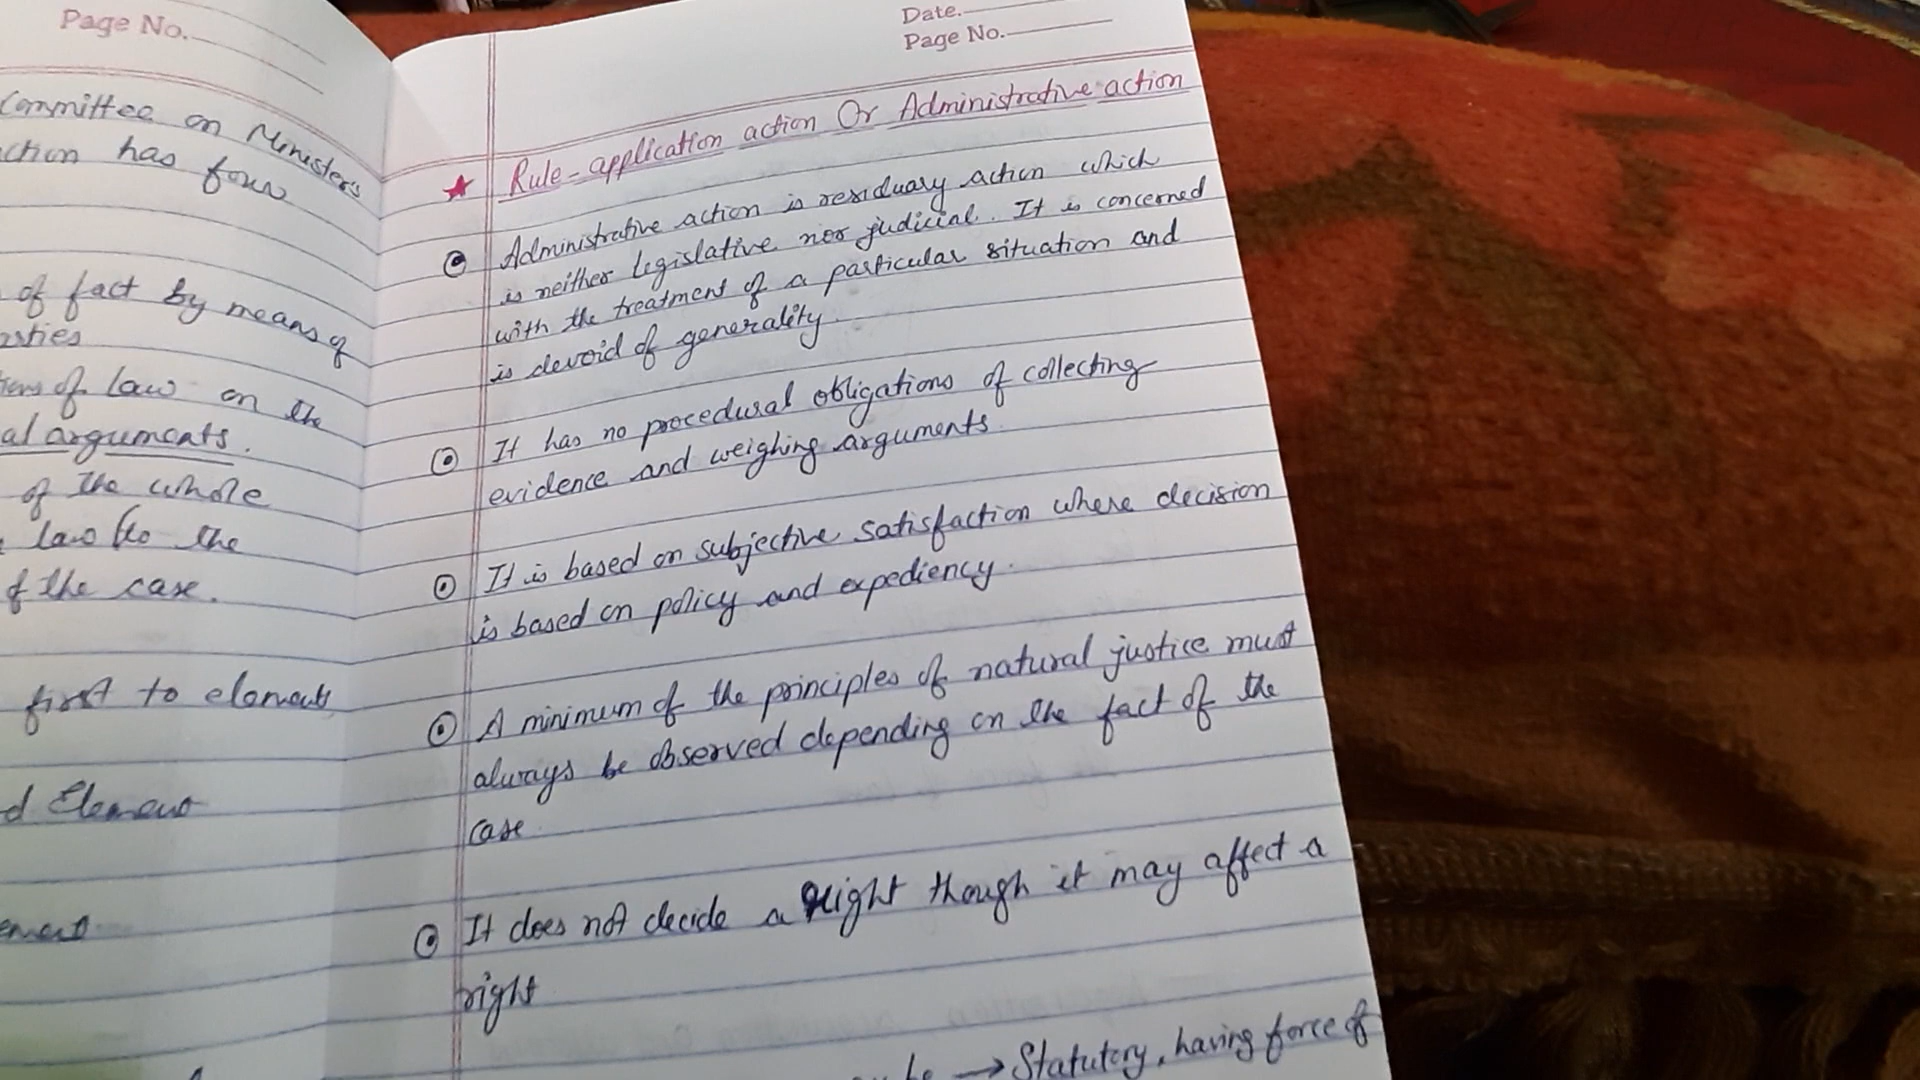 Page No.
Committee on Ministers
ction has four
of fact by means of
of law on the
al arguments.
of the whole
law to the
f the case.
first to elements
d Element
ement
Date.
Page No.
Rule-application action Or Administrative action
Administrative action is residuary action which
is neither legislative nor judicial. It is concerned
with the treatment of a particular situation and
is devoid of generality.
It has no procedural obligations of collecting
evidence and weighing arguments.
It is based on subjective satisfaction where decision
is based on policy and expediency.
A minimum of the principles of natural justice must
always be observed depending on the fact of the
case.
It does not decide a right though it may affect a
right
→ Statutory, having force of